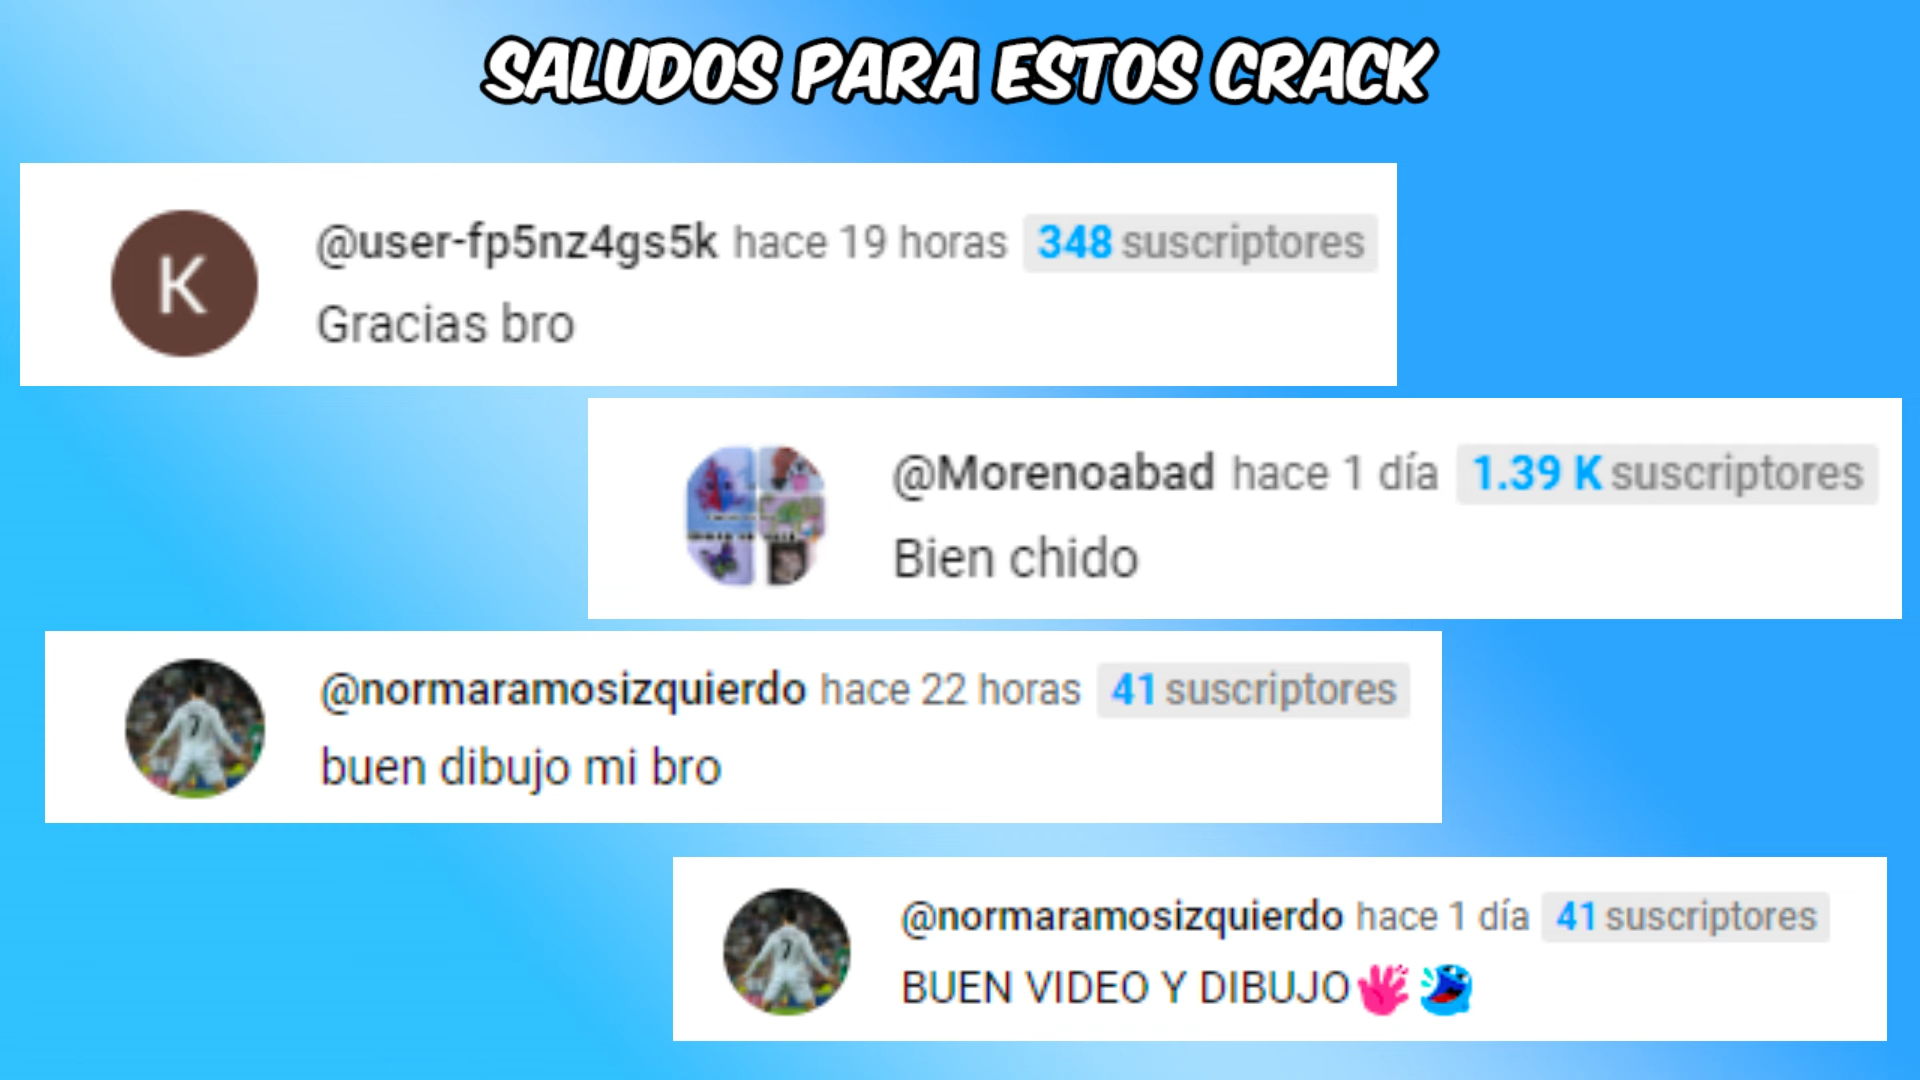 SALUDOS PARA ESTOS CRACK
K
@user-fp5nz4gs5k hace 19 horas 348 suscriptores
Gracias bro
@Morenoabad hace 1 día 1.39 K suscriptores
Bien chido
@normaramosizquierdo hace 22 horas 41 suscriptores
7
buen dibujo mi bro
@normaramosizquierdo hace 1 día 41 suscriptores
7
BUEN VIDEO Y DIBUJO